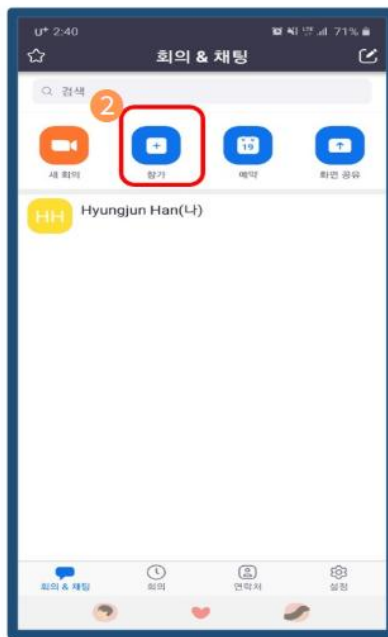 U+ 2:40 LTE 71%
회의 & 채팅
검색
2
새 회의 참가 19 예약 화면 공유
HH Hyungjun Han(나)
회의 & 채팅 회의 연락처 설정